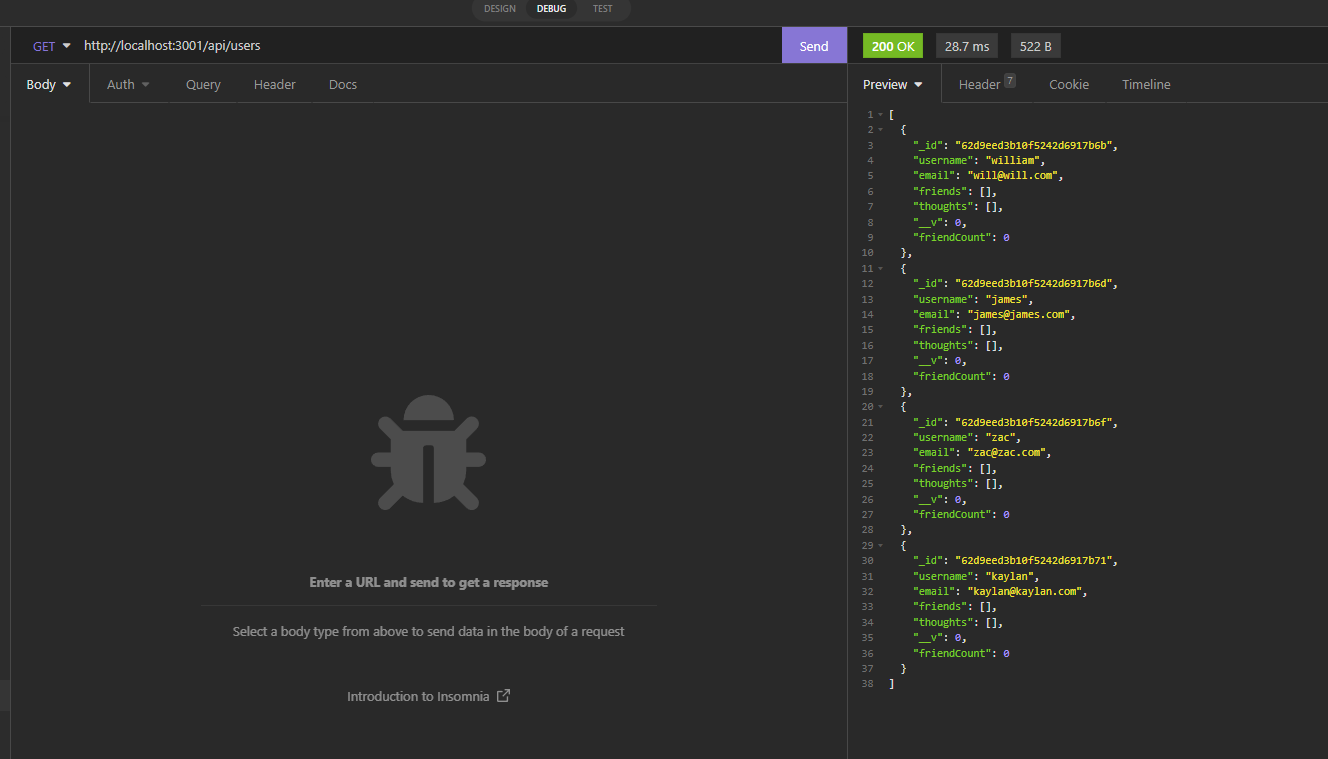 DESIGN DEBUG TEST
GET http://localhost:3001/api/users Send 200 OK 28.7 ms 522 B
Body Auth Query Header Docs
Preview Header 7 Cookie Timeline
Enter a URL and send to get a response
Select a body type from above to send data in the body of a request
Introduction to Insomnia
1 [
2 {
3 "_id": "62d9eed3b10f5242d6917b6b",
4 "username": "william",
5 "email": "will@will.com",
6 "friends": [],
7 "thoughts": [],
8 "__v": 0,
9 "friendCount": 0
10 },
11 {
12 "_id": "62d9eed3b10f5242d6917b6d",
13 "username": "james",
14 "email": "james@james.com",
15 "friends": [],
16 "thoughts": [],
17 "__v": 0,
18 "friendCount": 0
19 },
20 {
21 "_id": "62d9eed3b10f5242d6917b6f",
22 "username": "zac",
23 "email": "zac@zac.com",
24 "friends": [],
25 "thoughts": [],
26 "__v": 0,
27 "friendCount": 0
28 },
29 {
30 "_id": "62d9eed3b10f5242d6917b71",
31 "username": "kaylan",
32 "email": "kaylan@kaylan.com",
33 "friends": [],
34 "thoughts": [],
35 "__v": 0,
36 "friendCount": 0
37 }
38 ]